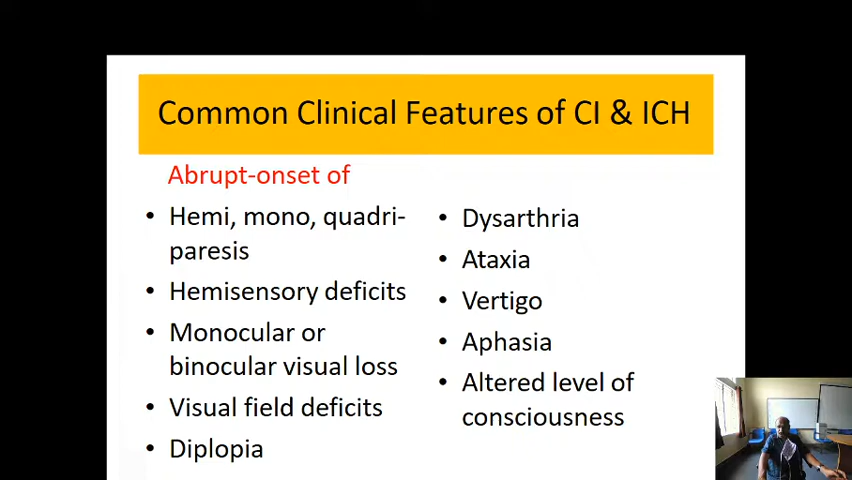 Common Clinical Features of CI & ICH
Abrupt-onset of
• Hemi, mono, quadri-
paresis
• Hemisensory deficits
• Monocular or
binocular visual loss
• Visual field deficits
• Diplopia
• Dysarthria
• Ataxia
• Vertigo
• Aphasia
• Altered level of
consciousness